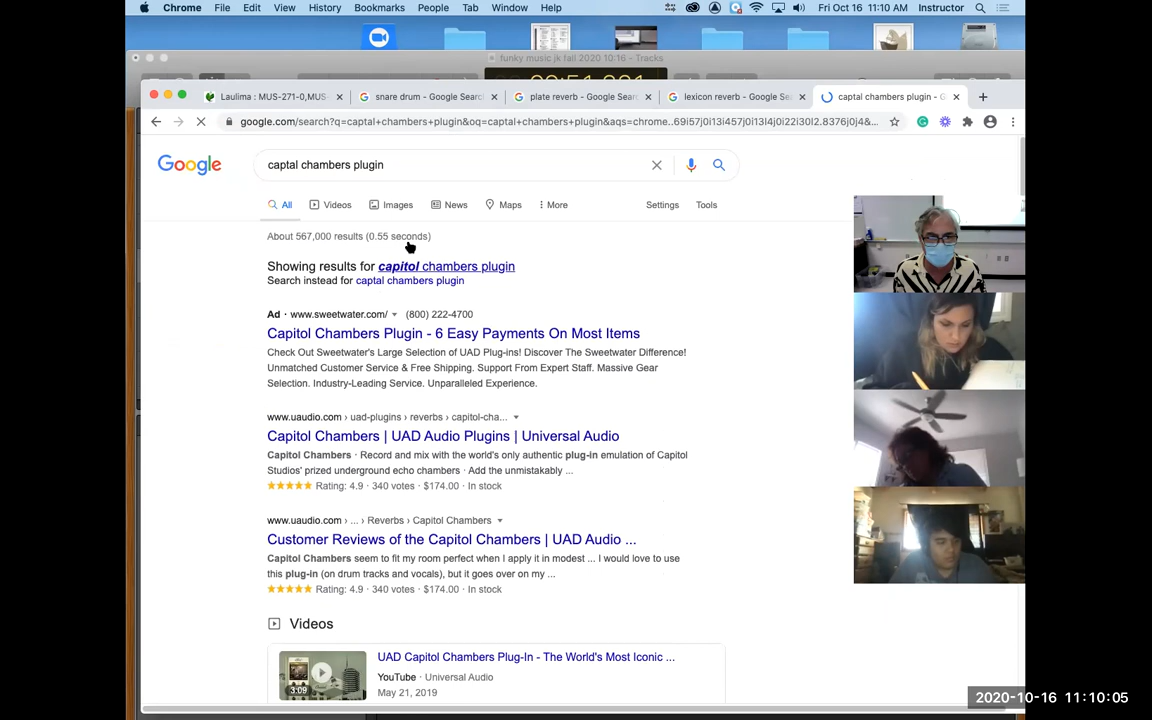 Chrome File Edit View History Bookmarks People Tab Window Help Fri Oct 16 11:10 AM Instructor
funky music jk fall 2020 10:16 - Tracks
Laulima : MUS-271-0,MUS- snare drum - Google Search plate reverb - Google Searc lexicon reverb - Google Sea captal chambers plugin - G
google.com/search?q=captal+chambers+plugin&oq=captal+chambers+plugin&aqs=chrome..69i57j0i13i457j0i13l4j0i22i30l2.8376j0j4&...
Google captal chambers plugin
All Videos Images News Maps More Settings Tools
About 567,000 results (0.55 seconds)
Showing results for capitol chambers plugin
Search instead for captal chambers plugin
Ad · www.sweetwater.com/ (800) 222-4700
Capitol Chambers Plugin - 6 Easy Payments On Most Items
Check Out Sweetwater's Large Selection of UAD Plug-ins! Discover The Sweetwater Difference!
Unmatched Customer Service & Free Shipping. Support From Expert Staff. Massive Gear
Selection. Industry-Leading Service. Unparalleled Experience.
www.uaudio.com › uad-plugins › reverbs › capitol-cha...
Capitol Chambers | UAD Audio Plugins | Universal Audio
Capitol Chambers · Record and mix with the world's only authentic plug-in emulation of Capitol
Studios' prized underground echo chambers · Add the unmistakably ...
Rating: 4.9 · 340 votes · $174.00 · In stock
www.uaudio.com › ... › Reverbs › Capitol Chambers
Customer Reviews of the Capitol Chambers | UAD Audio ...
Capitol Chambers seem to fit my room perfect when I apply it in modest ... I would love to use
this plug-in (on drum tracks and vocals), but it goes over on my ...
Rating: 4.9 · 340 votes · $174.00 · In stock
Videos
UAD Capitol Chambers Plug-In - The World's Most Iconic ...
YouTube · Universal Audio
3:09
May 21, 2019
2020-10-16 11:10:05